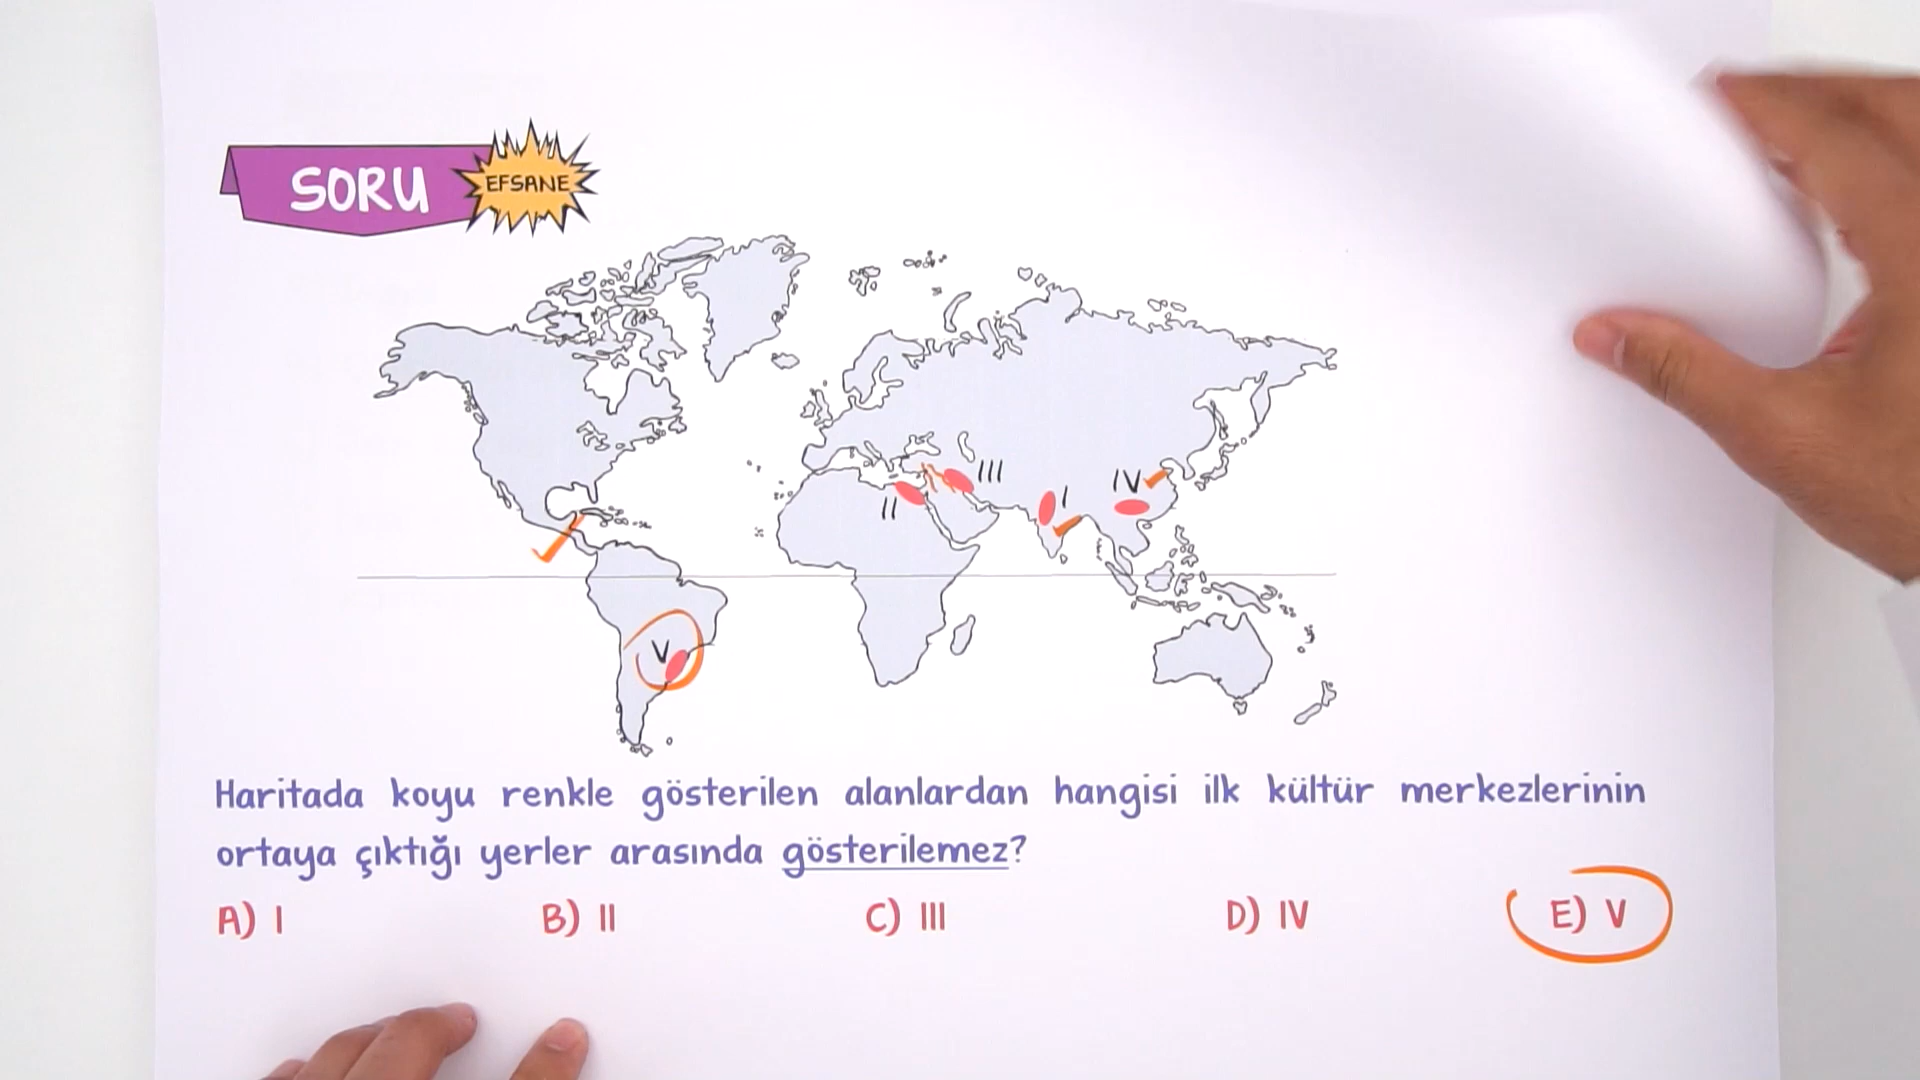 SORU
EFSANE
III
IV
I
II
V
Haritada koyu renkle gösterilen alanlardan hangisi ilk kültür merkezlerinin
ortaya çıktığı yerler arasında gösterilemez?
A) I B) II C) III D) IV E) V